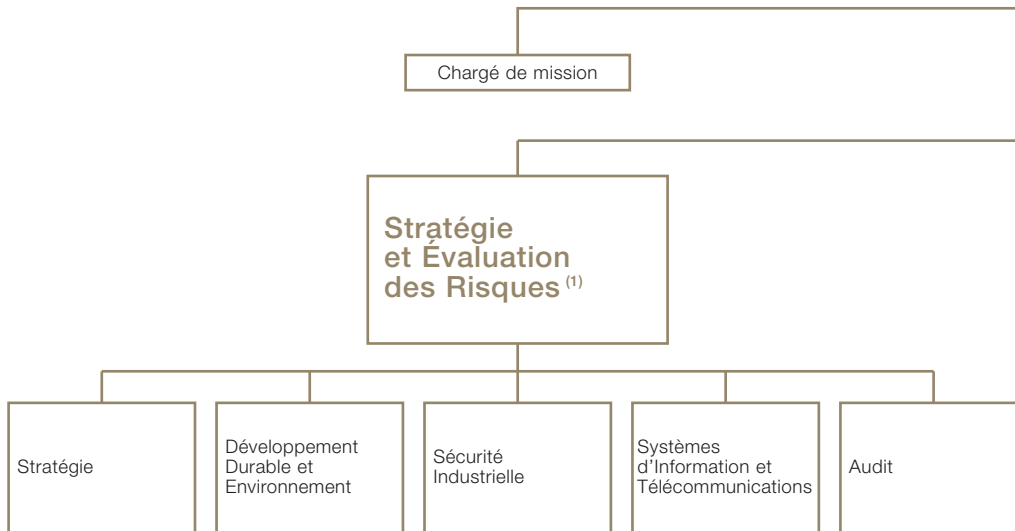 Chargé de mission
Stratégie
et Évaluation
des Risques (1)
Stratégie
Développement
Durable et
Environnement
Sécurité
Industrielle
Systèmes
d’Information et
Télécommunications
Audit